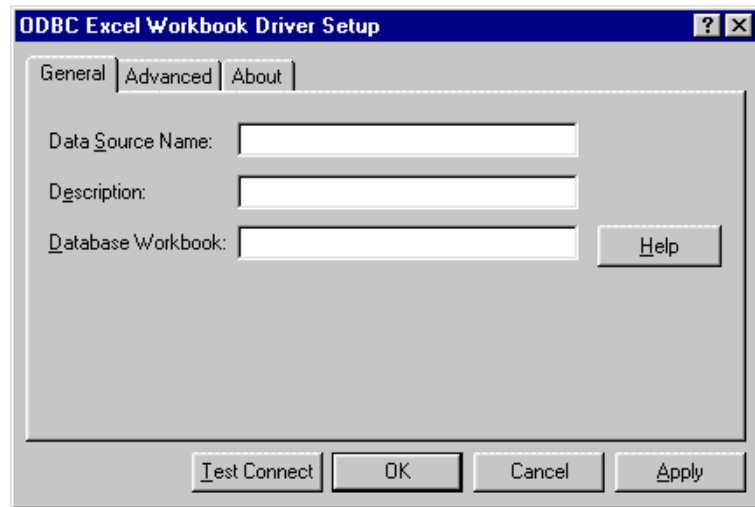 ODBC Excel Workbook Driver Setup
General Advanced About
Data Source Name:
Description:
Database Workbook:
Help
Test Connect OK Cancel Apply